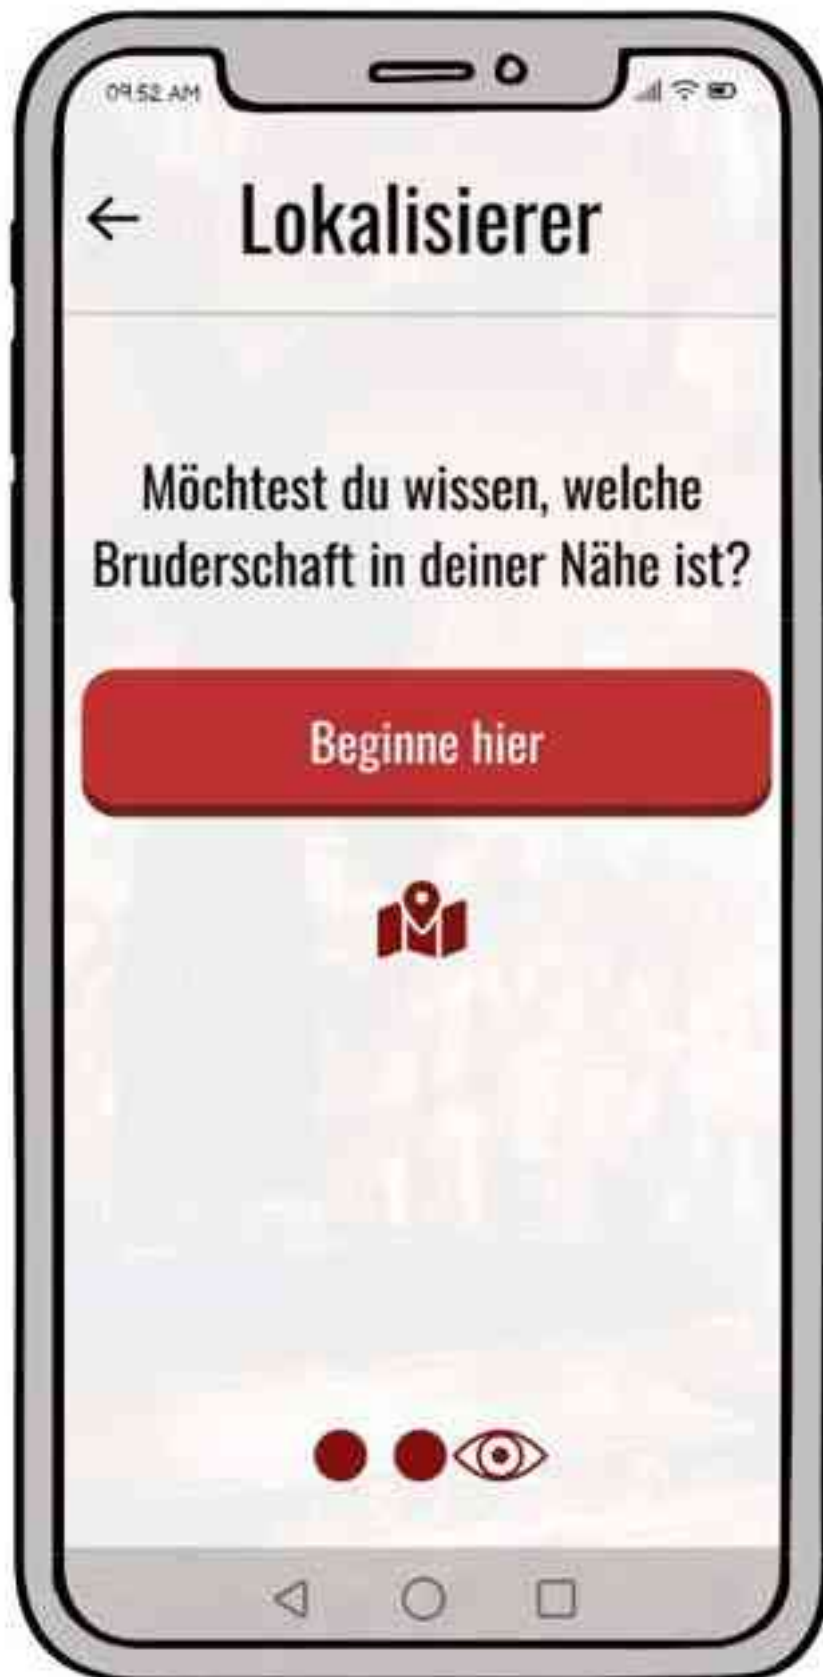 09.52 AM
Lokalisierer
Möchtest du wissen, welche
Bruderschaft in deiner Nähe ist?
Beginne hier